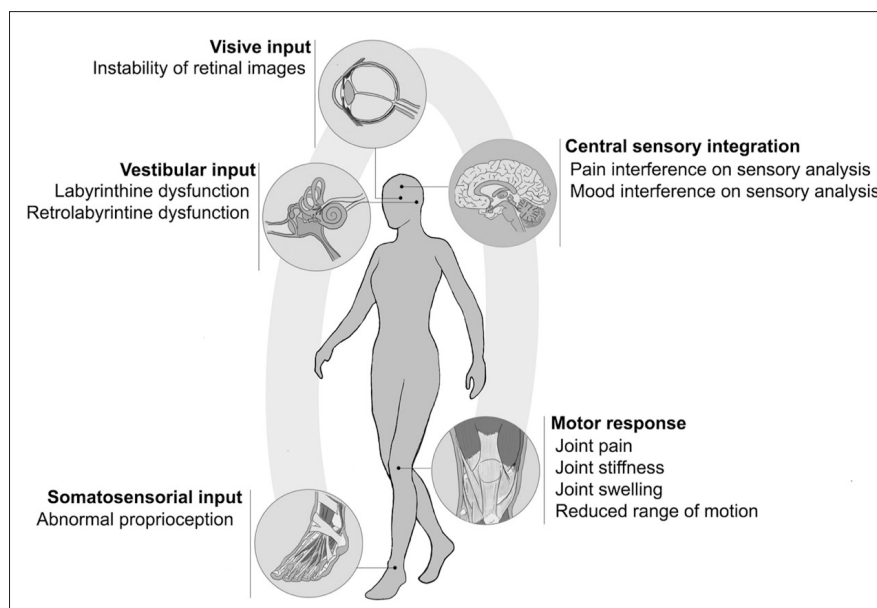 Visive input
Instability of retinal images
Vestibular input
Labyrinthine dysfunction
Retrolabyrintine dysfunction
Central sensory integration
Pain interference on sensory analysis
Mood interference on sensory analysis
Motor response
Joint pain
Joint stiffness
Joint swelling
Reduced range of motion
Somatosensorial input
Abnormal proprioception